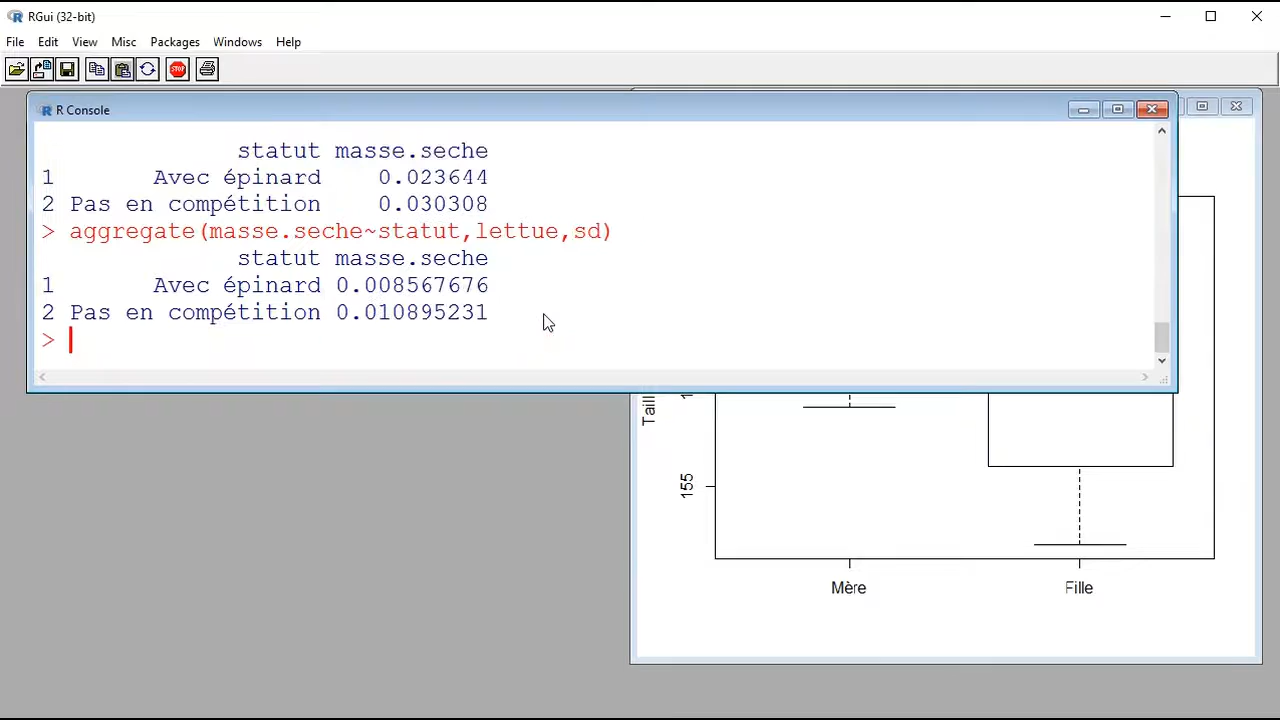 RGui (32-bit)
File Edit View Misc Packages Windows Help
STOP
R Console
statut masse.seche
1 Avec épinard 0.023644
2 Pas en compétition 0.030308
> aggregate(masse.seche~statut,lettue,sd)
statut masse.seche
1 Avec épinard 0.008567676
2 Pas en compétition 0.010895231
>
Taill
155
Mère Fille